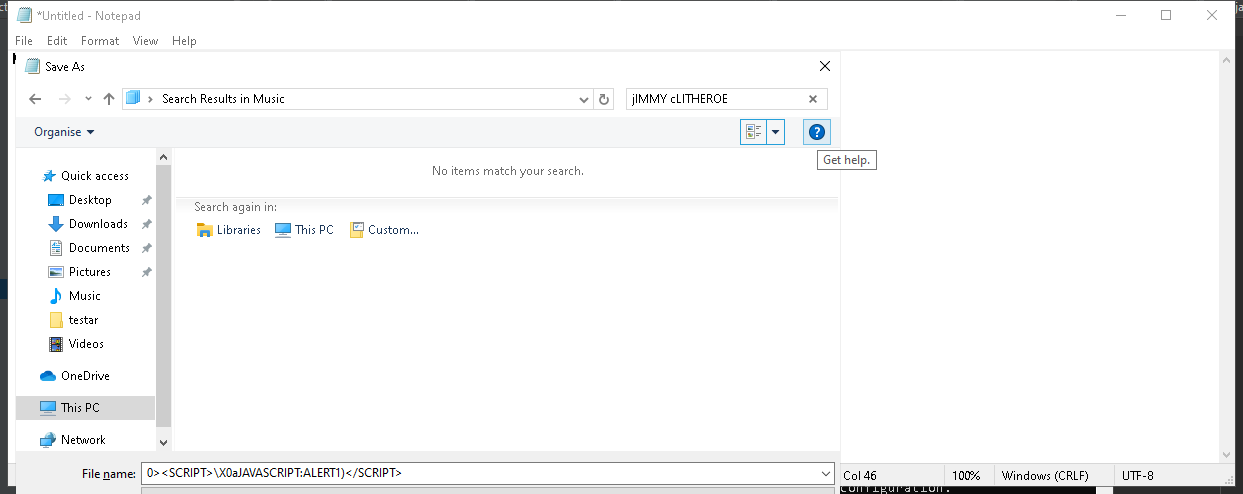 *Untitled - Notepad
File Edit Format View Help
Save As
Search Results in Music
jIMMY cLITHEROE
Organise
?
Get help.
No items match your search.
Search again in:
Libraries This PC Custom...
Quick access
Desktop
Downloads
Documents
Pictures
Music
testar
Videos
OneDrive
This PC
Network
File name: 0><SCRIPT>\X0aJAVASCRIPT:ALERT1)</SCRIPT>
Col 46 100% Windows (CRLF) UTF-8
configuration.